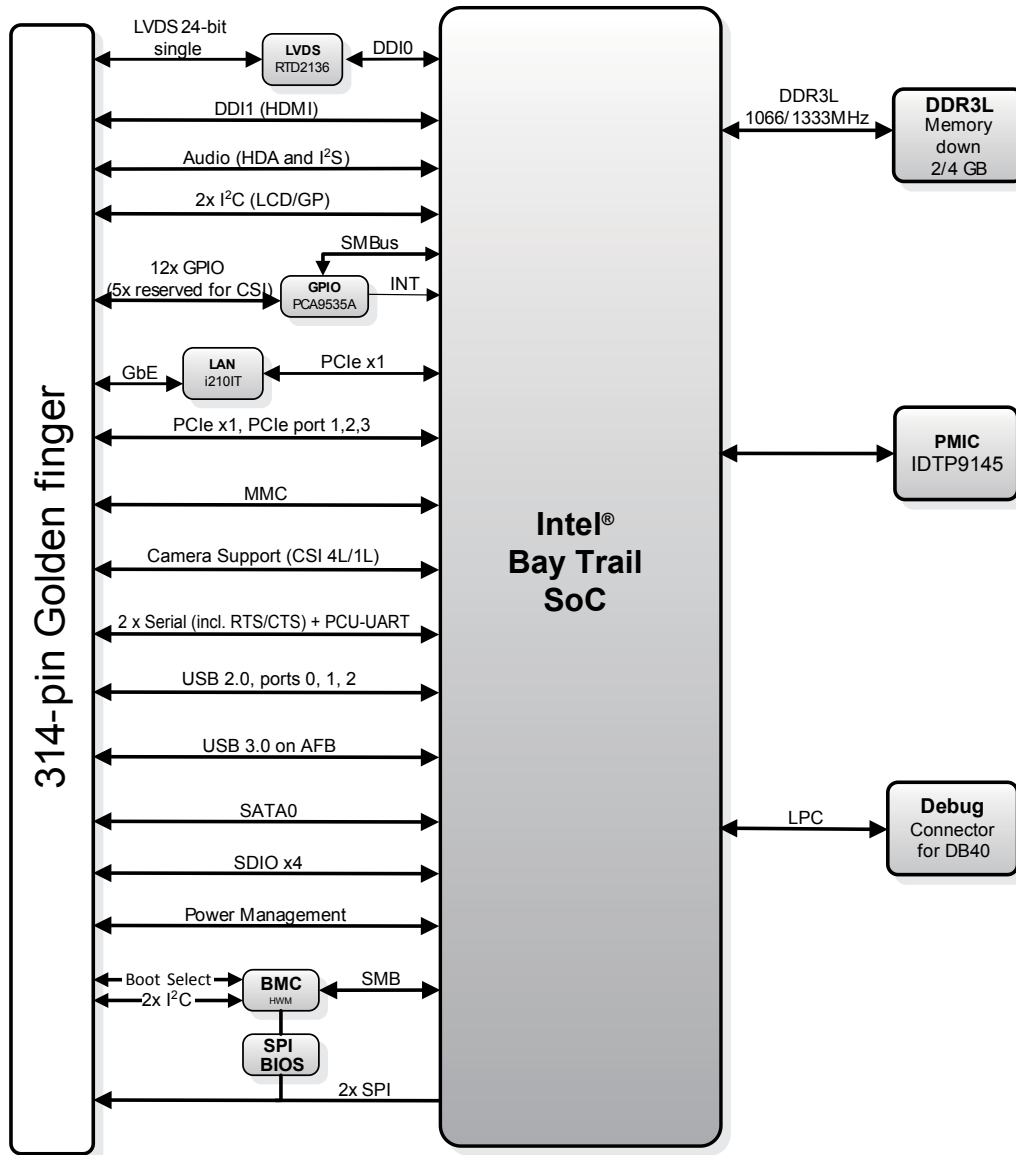 LVDS 24-bit
single
LVDS
RTD2136
DDI0
DDI1 (HDMI)
Audio (HDA and I²S)
2x I²C (LCD/GP)
SMBus
12x GPIO
(5x reserved for CSI)
GPIO
PCA9535A
INT
LAN
i210IT
PCIe x1
GbE
PCIe x1, PCIe port 1,2,3
MMC
Camera Support (CSI 4L/1L)
2 x Serial (incl. RTS/CTS) + PCU-UART
USB 2.0, ports 0, 1, 2
USB 3.0 on AFB
SATA0
SDIO x4
Power Management
Boot Select
2x I²C
BMC
HWM
SMB
SPI
BIOS
2x SPI
314-pin Golden finger
Intel®
Bay Trail
SoC
DDR3L
1066/1333MHz
DDR3L
Memory
down
2/4 GB
PMIC
IDTP9145
LPC
Debug
Connector
for DB40